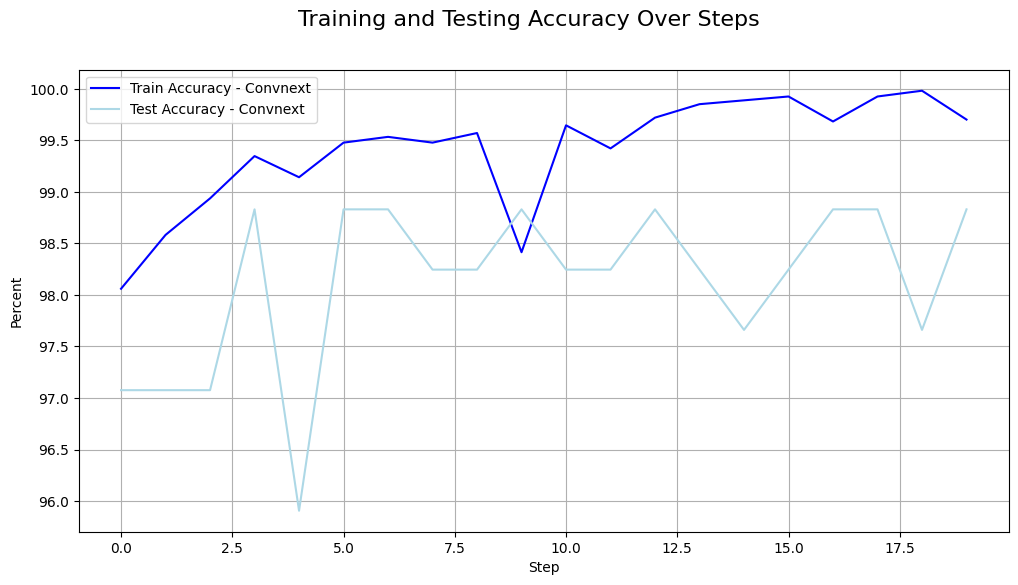 Training and Testing Accuracy Over Steps
Train Accuracy - Convnext
Test Accuracy - Convnext
100.0
99.5
99.0
98.5
98.0
97.5
97.0
96.5
96.0
Percent
0.0 2.5 5.0 7.5 10.0 12.5 15.0 17.5
Step